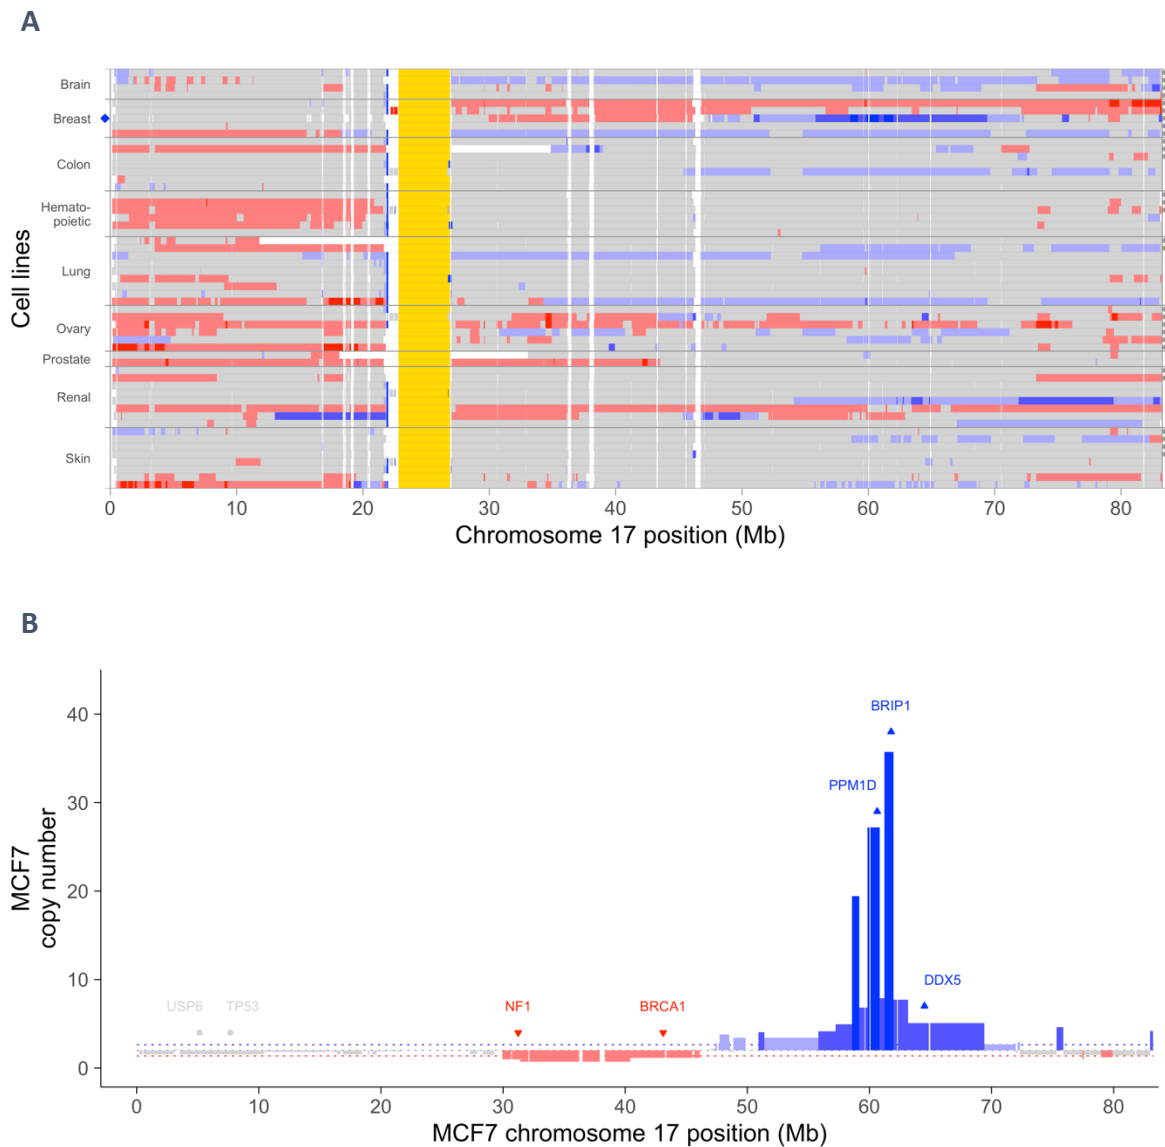 A
Brain
Breast
Colon
Hemato-
poietic
Lung
Ovary
Prostate
Renal
Skin
Cell lines
0 10 20 30 40 50 60 70 80
Chromosome 17 position (Mb)
B
40
30
20
10
0
MCF7
copy number
BRIP1
PPM1D
DDX5
USP6 TP53 NF1 BRCA1
0 10 20 30 40 50 60 70 80
MCF7 chromosome 17 position (Mb)